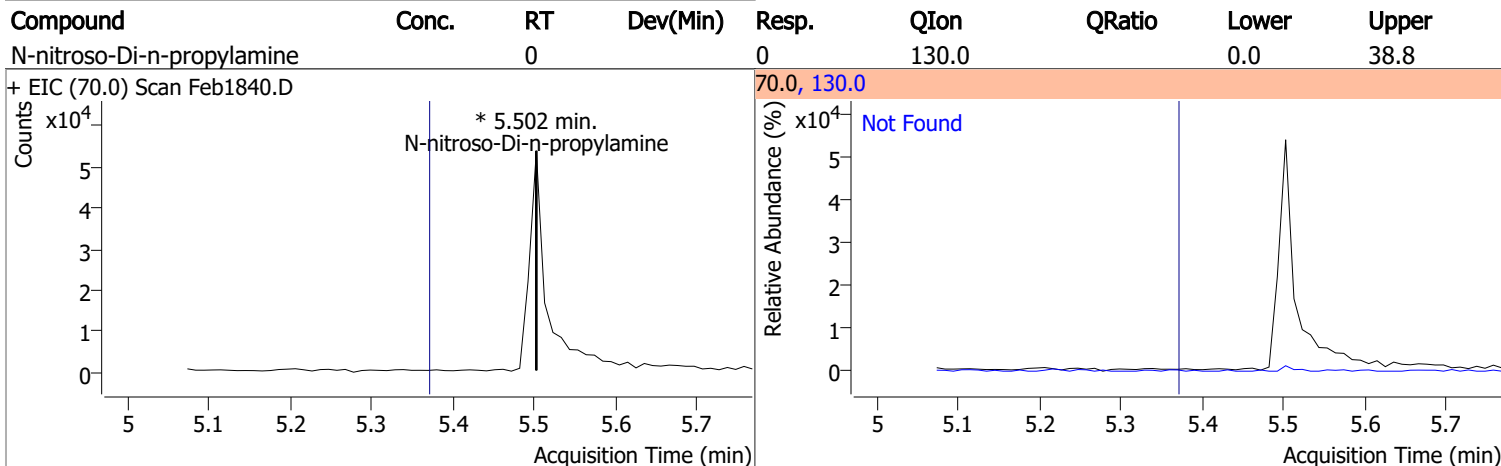 Compound Conc. RT Dev(Min) Resp. QIon QRatio Lower Upper
N-nitroso-Di-n-propylamine 0 0 130.0 0.0 38.8
+ EIC (70.0) Scan Feb1840.D
Counts
x10⁴
5
4
3
2
1
0
* 5.502 min.
N-nitroso-Di-n-propylamine
5 5.1 5.2 5.3 5.4 5.5 5.6 5.7
Acquisition Time (min)
70.0, 130.0
Relative Abundance (%)
x10⁴
Not Found
5
4
3
2
1
0
5 5.1 5.2 5.3 5.4 5.5 5.6 5.7
Acquisition Time (min)